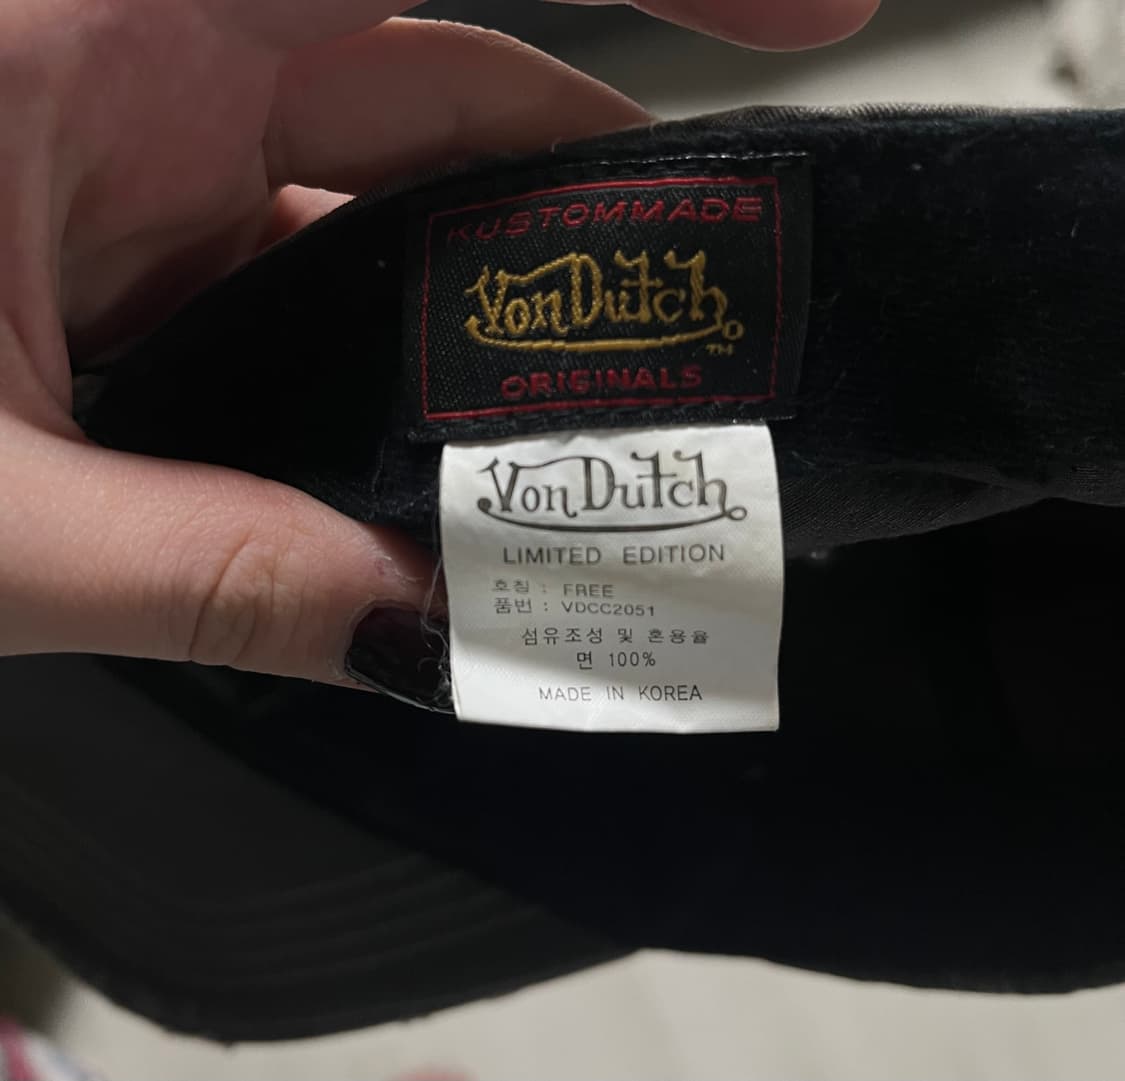 KUSTOMMADE
Von Dutch
TM
ORIGINALS
Von Dutch
LIMITED EDITION
호칭 : FREE
품번 : VDCC2051
섬유조성 및 혼용율
면 100%
MADE IN KOREA